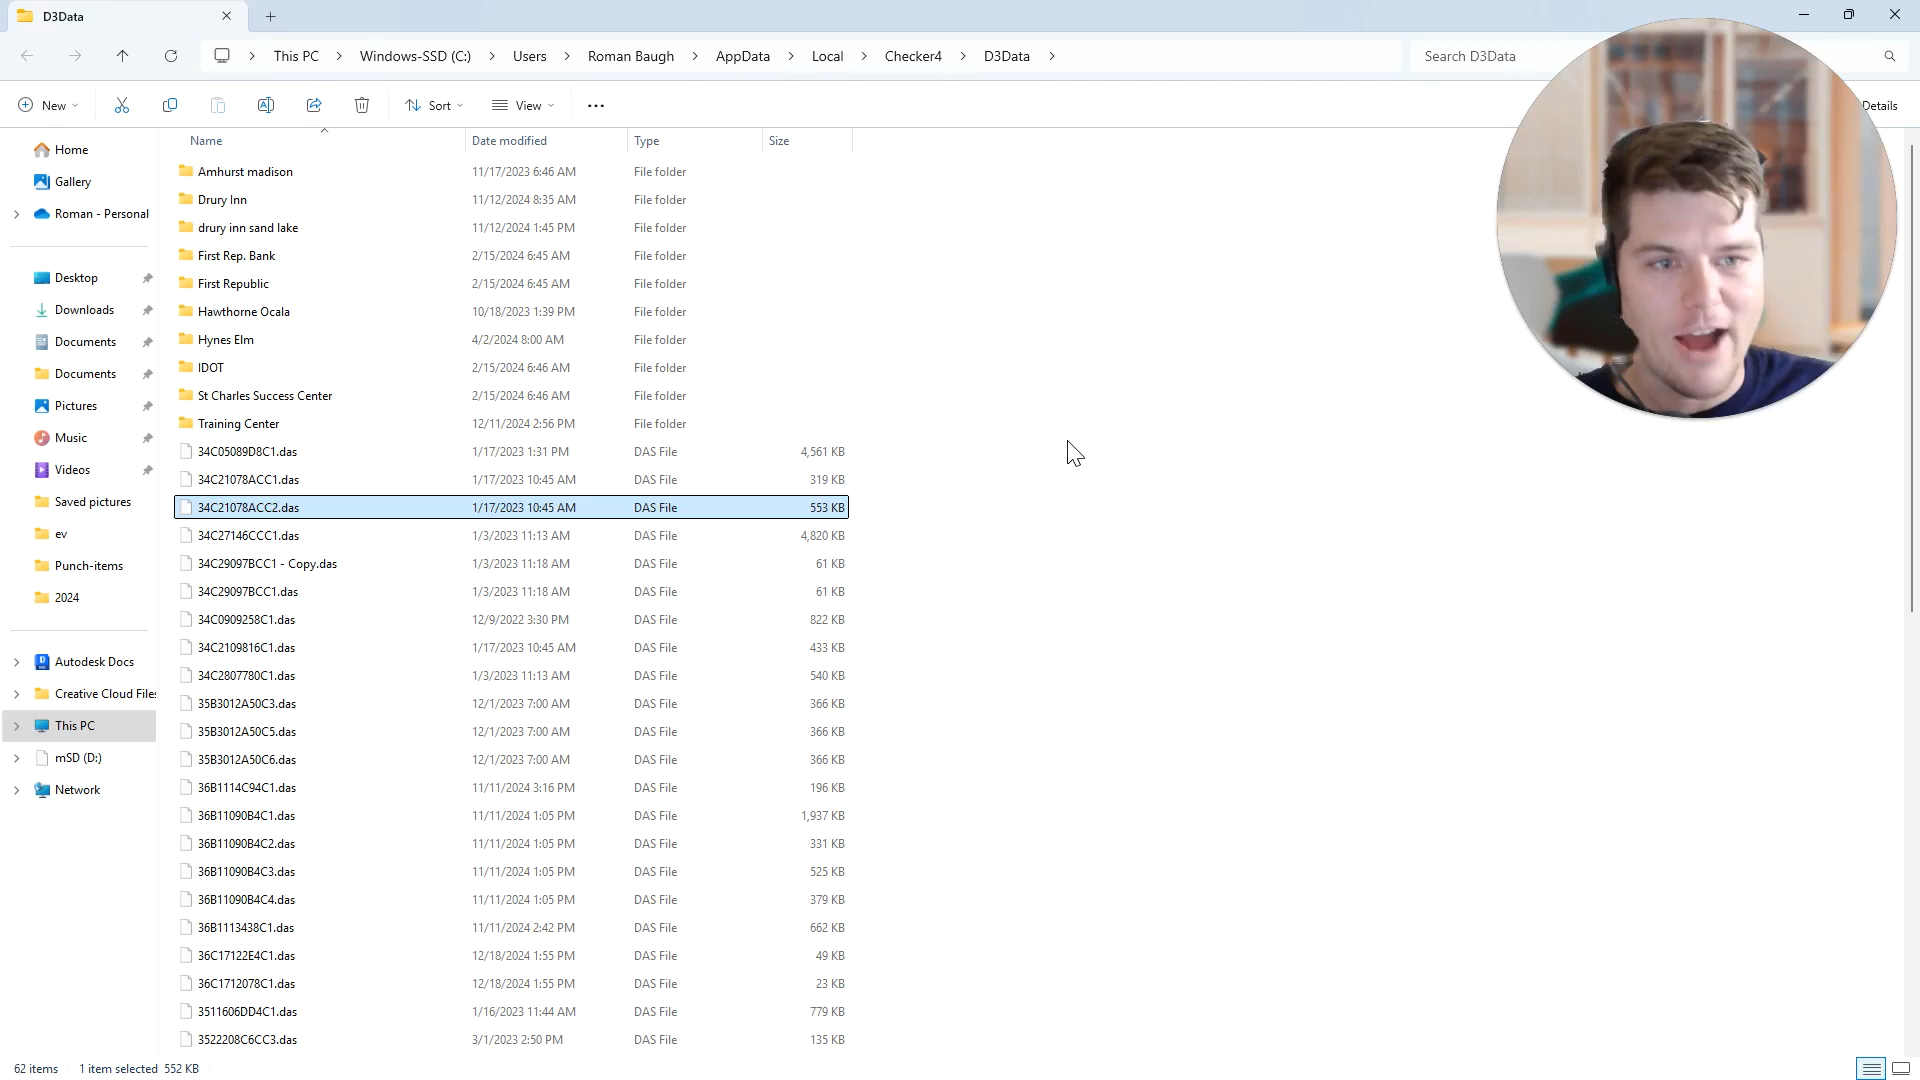 D3Data
This PC
Windows-SSD (C:)
Users
Roman Baugh
AppData
Local
Checker4
D3Data
Search D3Data
New
Sort
View
Details
Home
Gallery
Roman - Personal
Desktop
Downloads
Documents
Documents
Pictures
Music
Videos
Saved pictures
ev
Punch-items
2024
Autodesk Docs
Creative Cloud Files
This PC
mSD (D:)
Network
Name Date modified Type Size
Amhurst madison 11/17/2023 6:46 AM File folder
Drury Inn 11/12/2024 8:35 AM File folder
drury inn sand lake 11/12/2024 1:45 PM File folder
First Rep. Bank 2/15/2024 6:45 AM File folder
First Republic 2/15/2024 6:45 AM File folder
Hawthorne Ocala 10/18/2023 1:39 PM File folder
Hynes Elm 4/2/2024 8:00 AM File folder
IDOT 2/15/2024 6:46 AM File folder
St Charles Success Center 2/15/2024 6:46 AM File folder
Training Center 12/11/2024 2:56 PM File folder
34C05089D8C1.das 1/17/2023 1:31 PM DAS File 4,561 KB
34C21078ACC1.das 1/17/2023 10:45 AM DAS File 319 KB
34C21078ACC2.das 1/17/2023 10:45 AM DAS File 553 KB
34C27146CCC1.das 1/3/2023 11:13 AM DAS File 4,820 KB
34C29097BCC1 - Copy.das 1/3/2023 11:18 AM DAS File 61 KB
34C29097BCC1.das 1/3/2023 11:18 AM DAS File 61 KB
34C0909258C1.das 12/9/2022 3:30 PM DAS File 822 KB
34C2109816C1.das 1/17/2023 10:45 AM DAS File 433 KB
34C2807780C1.das 1/3/2023 11:13 AM DAS File 540 KB
35B3012A50C3.das 12/1/2023 7:00 AM DAS File 366 KB
35B3012A50C5.das 12/1/2023 7:00 AM DAS File 366 KB
35B3012A50C6.das 12/1/2023 7:00 AM DAS File 366 KB
36B1114C94C1.das 11/11/2024 3:16 PM DAS File 196 KB
36B11090B4C1.das 11/11/2024 1:05 PM DAS File 1,937 KB
36B11090B4C2.das 11/11/2024 1:05 PM DAS File 331 KB
36B11090B4C3.das 11/11/2024 1:05 PM DAS File 525 KB
36B11090B4C4.das 11/11/2024 1:05 PM DAS File 379 KB
36B1113438C1.das 11/11/2024 2:42 PM DAS File 662 KB
36C17122E4C1.das 12/18/2024 1:55 PM DAS File 49 KB
36C1712078C1.das 12/18/2024 1:55 PM DAS File 23 KB
3511606DD4C1.das 1/16/2023 11:44 AM DAS File 779 KB
3522208C6CC3.das 3/1/2023 2:50 PM DAS File 135 KB
62 items 1 item selected 552 KB